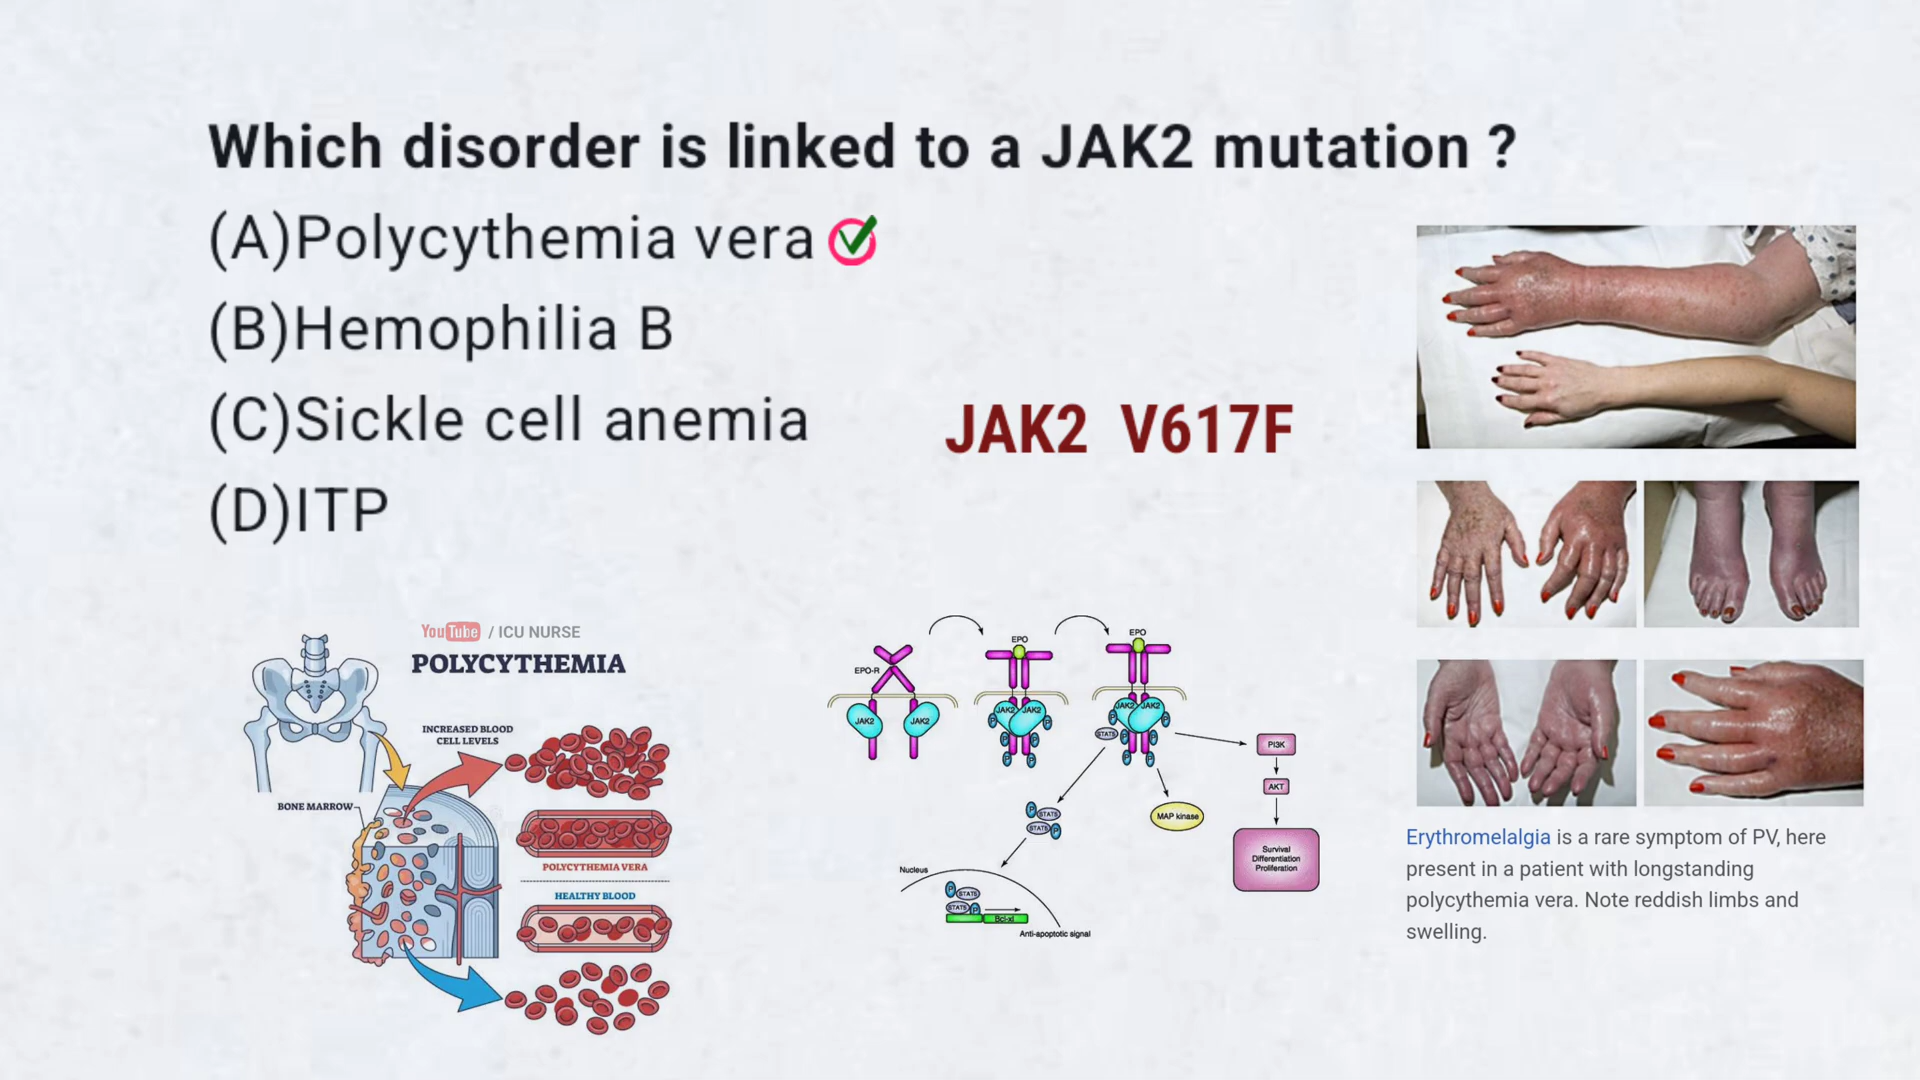 Which disorder is linked to a JAK2 mutation ?
(A)Polycythemia vera
(B)Hemophilia B
(C)Sickle cell anemia
(D)ITP
JAK2 V617F
YouTube / ICU NURSE
POLYCYTHEMIA
INCREASED BLOOD
CELL LEVELS
BONE MARROW
POLYCYTHEMIA VERA
HEALTHY BLOOD
EPO-R
JAK2
JAK2
EPO
JAK2 JAK2
P
P
P
P
P
EPO
JAK2 JAK2
STAT5
P
P
P
P
P
P
P
PI3K
AKT
Survival
Differentiation
Proliferation
MAP kinase
P
STAT5
STAT5
P
Nucleus
P
STAT5
STAT5
P
Bcl-xl
Anti-apoptotic signal
Erythromelalgia is a rare symptom of PV, here
present in a patient with longstanding
polycythemia vera. Note reddish limbs and
swelling.